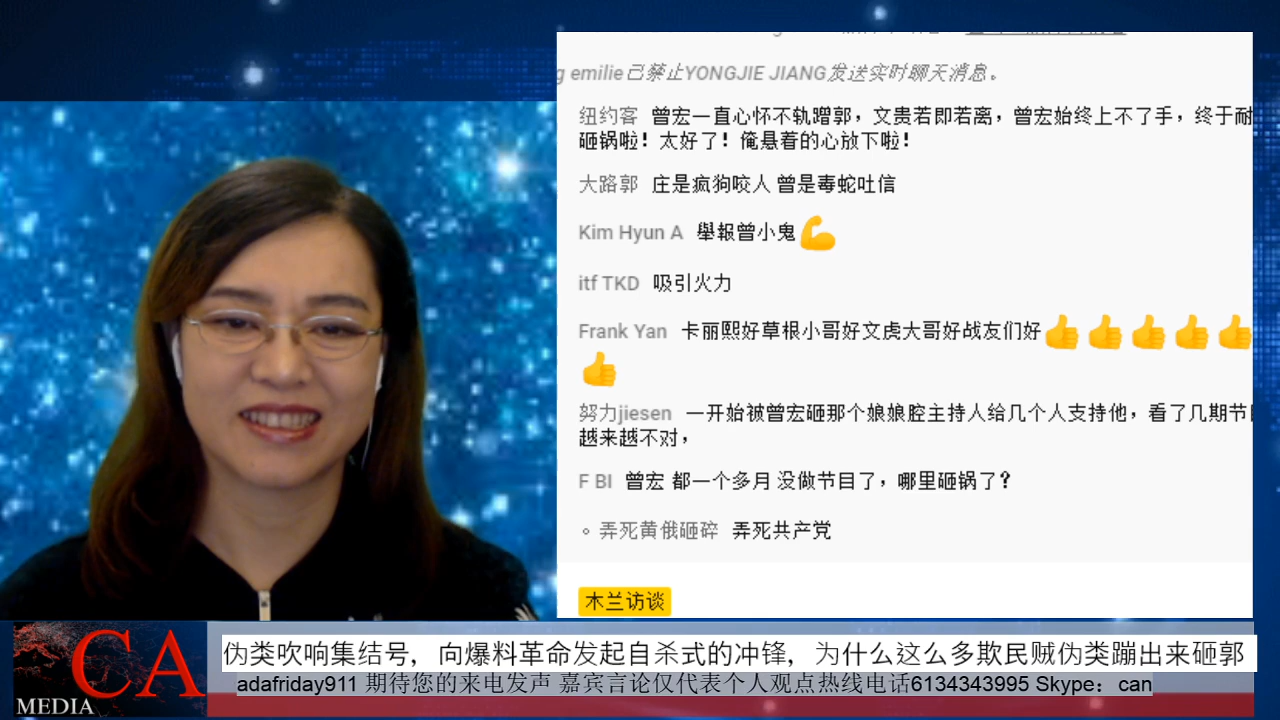 g emilie已禁止YONGJIE JIANG发送实时聊天消息。
纽约客 曾宏一直心怀不轨蹭郭，文贵若即若离，曾宏始终上不了手，终于耐
砸锅啦！太好了！俺悬着的心放下啦！
大路郭 庄是疯狗咬人 曾是毒蛇吐信
Kim Hyun A 舉報曾小鬼💪
itf TKD 吸引火力
Frank Yan 卡丽熙好草根小哥好文虎大哥好战友们好👍👍👍👍👍
👍
努力jiesen 一开始被曾宏砸那个娘娘腔主持人给几个人支持他，看了几期节目
越来越不对，
F BI 曾宏 都一个多月 没做节目了，哪里砸锅了？
弄死黄俄砸碎 弄死共产党
木兰访谈
CA
MEDIA
伪类吹响集结号，向爆料革命发起自杀式的冲锋，为什么这么多欺民贼伪类蹦出来砸郭
adafriday911 期待您的来电发声 嘉宾言论仅代表个人观点热线电话6134343995 Skype：can